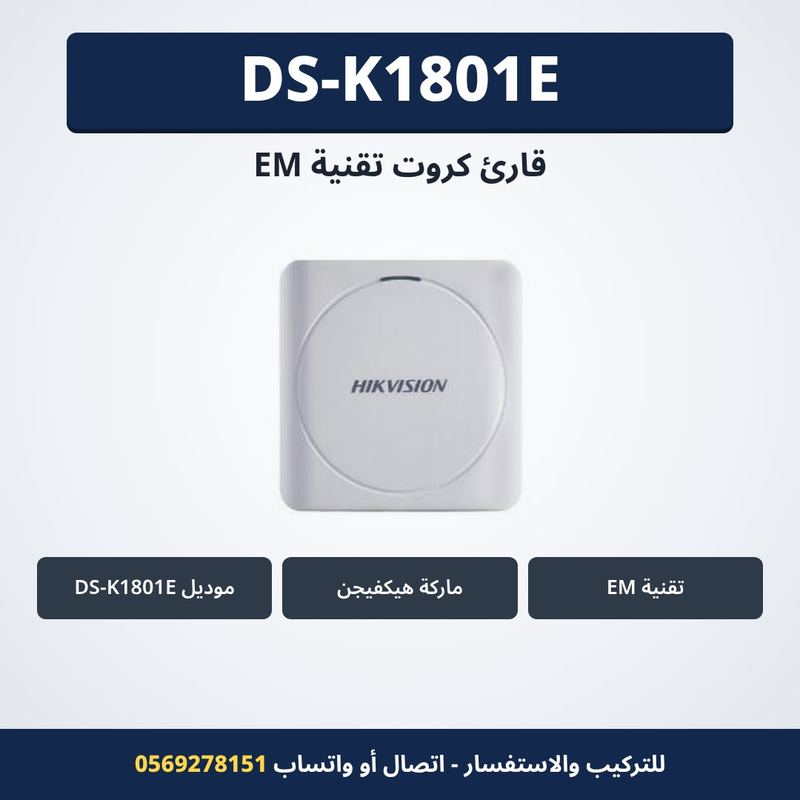 DS-K1801E
قارئ كروت تقنية EM
HIKVISION
تقنية EM
ماركة هيكفيجن
موديل DS-K1801E
للتركيب والاستفسار - اتصال أو واتساب 0569278151